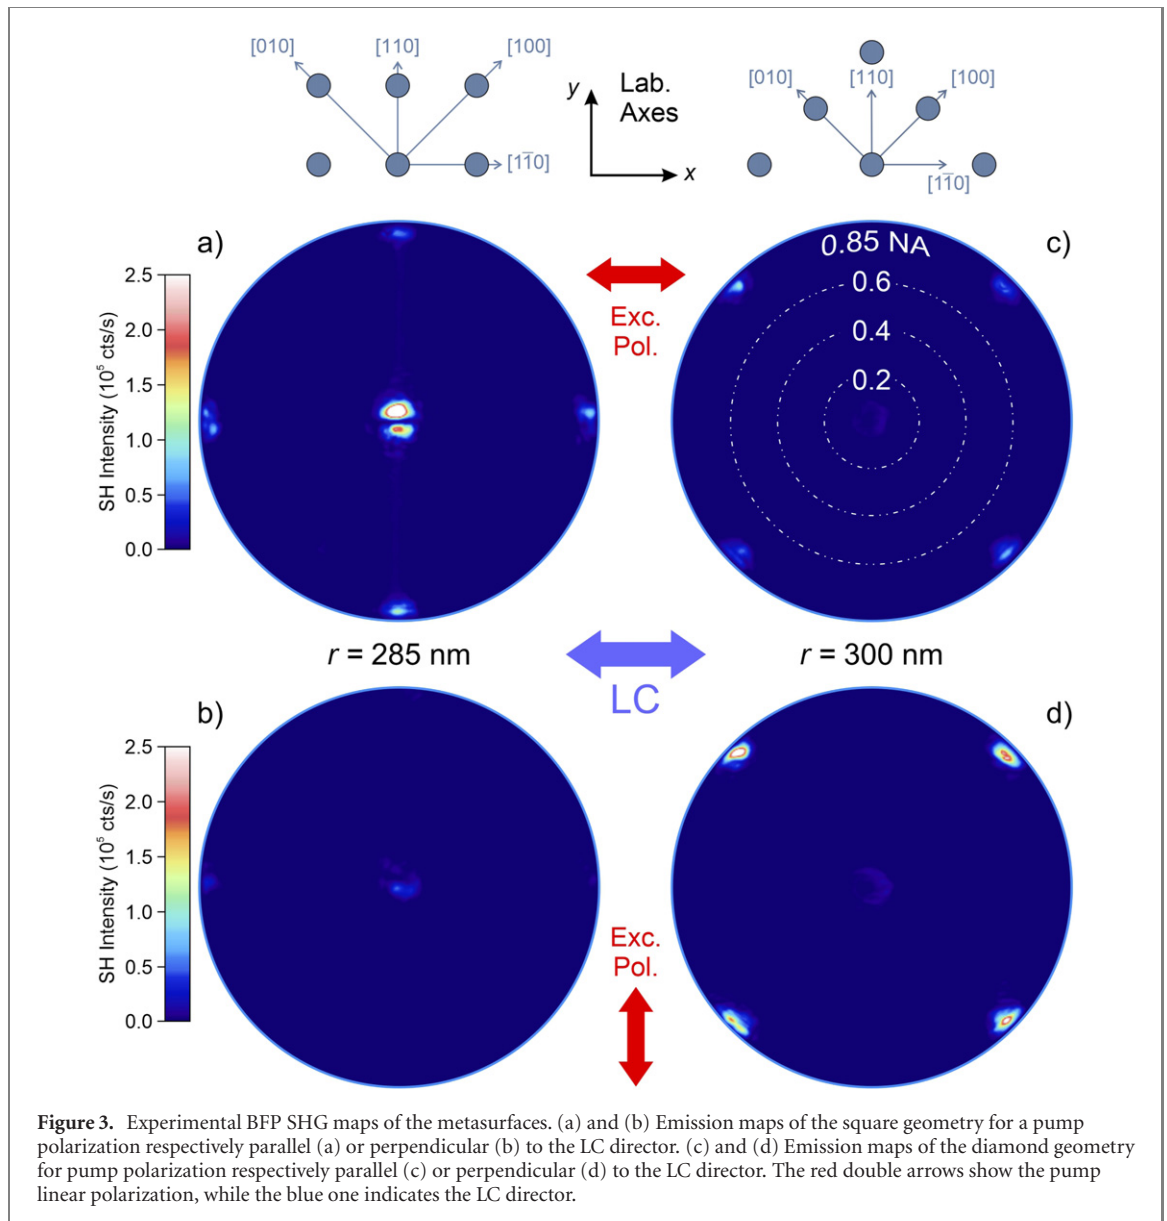 [010]
[110]
[100]
[11̄0]
y
Lab.
Axes
x
[010]
[110]
[100]
[11̄0]
a)
c)
0.85 NA
0.6
0.4
0.2
2.5
2.0
1.5
1.0
0.5
0.0
SH Intensity (10⁵ cts/s)
Exc.
Pol.
r = 285 nm
r = 300 nm
LC
b)
d)
2.5
2.0
1.5
1.0
0.5
0.0
SH Intensity (10⁵ cts/s)
Exc.
Pol.
Figure 3. Experimental BFP SHG maps of the metasurfaces. (a) and (b) Emission maps of the square geometry for a pump
polarization respectively parallel (a) or perpendicular (b) to the LC director. (c) and (d) Emission maps of the diamond geometry
for pump polarization respectively parallel (c) or perpendicular (d) to the LC director. The red double arrows show the pump
linear polarization, while the blue one indicates the LC director.